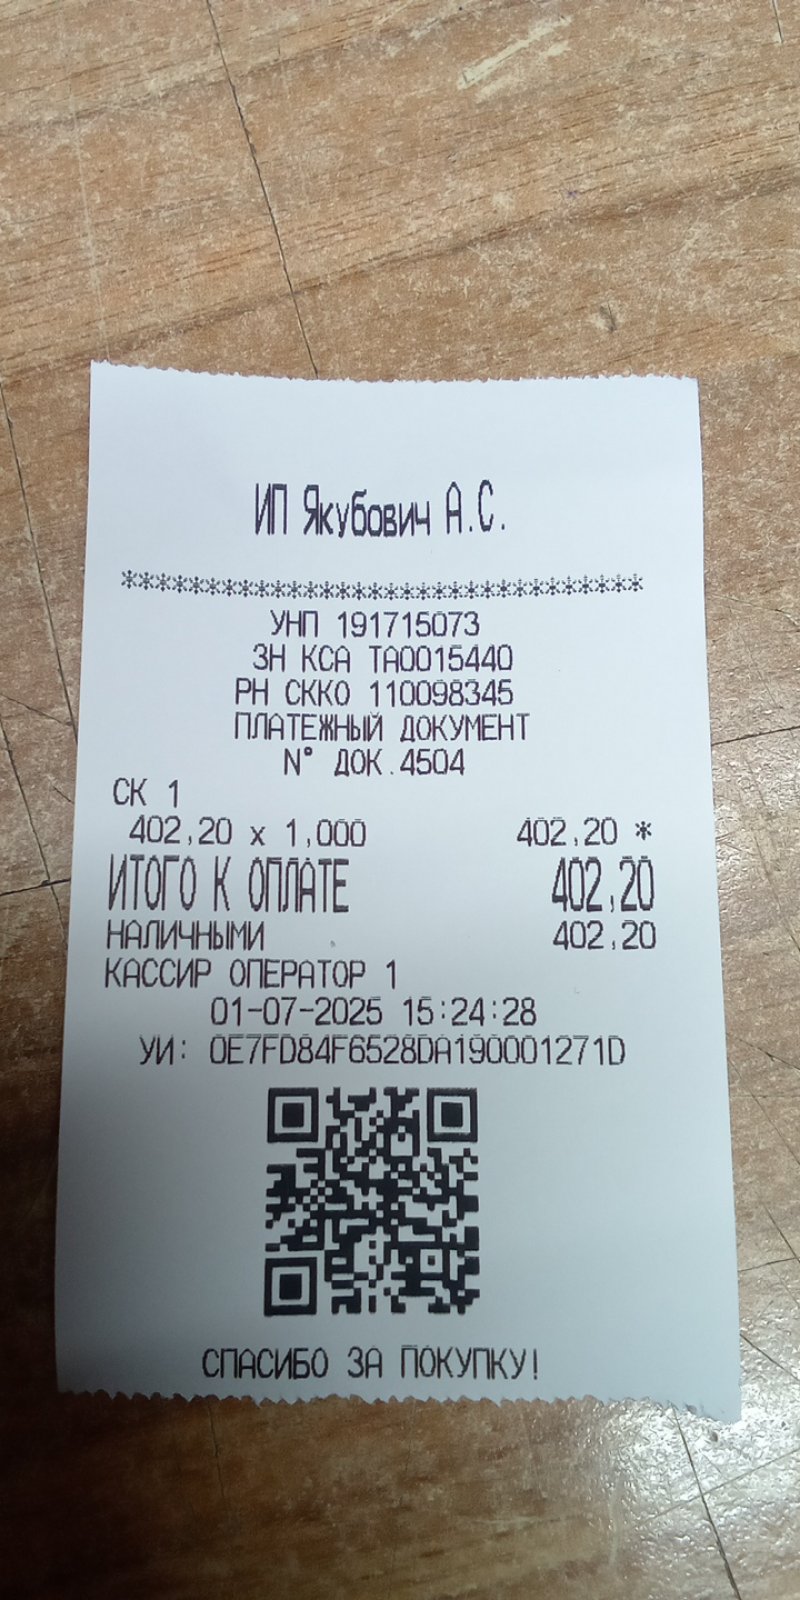 ИП Якубович А.С.
********************************
УНП 191715073
ЗН КСА ТА0015440
РН СККО 110098345
ПЛАТЕЖНЫЙ ДОКУМЕНТ
N° ДОК.4504
СК 1
402,20 x 1,000 402,20 *
ИТОГО К ОПЛАТЕ 402,20
НАЛИЧНЫМИ 402,20
КАССИР ОПЕРАТОР 1
01-07-2025 15:24:28
УИ: 0E7FD84F6528DA190001271D
СПАСИБО ЗА ПОКУПКУ!